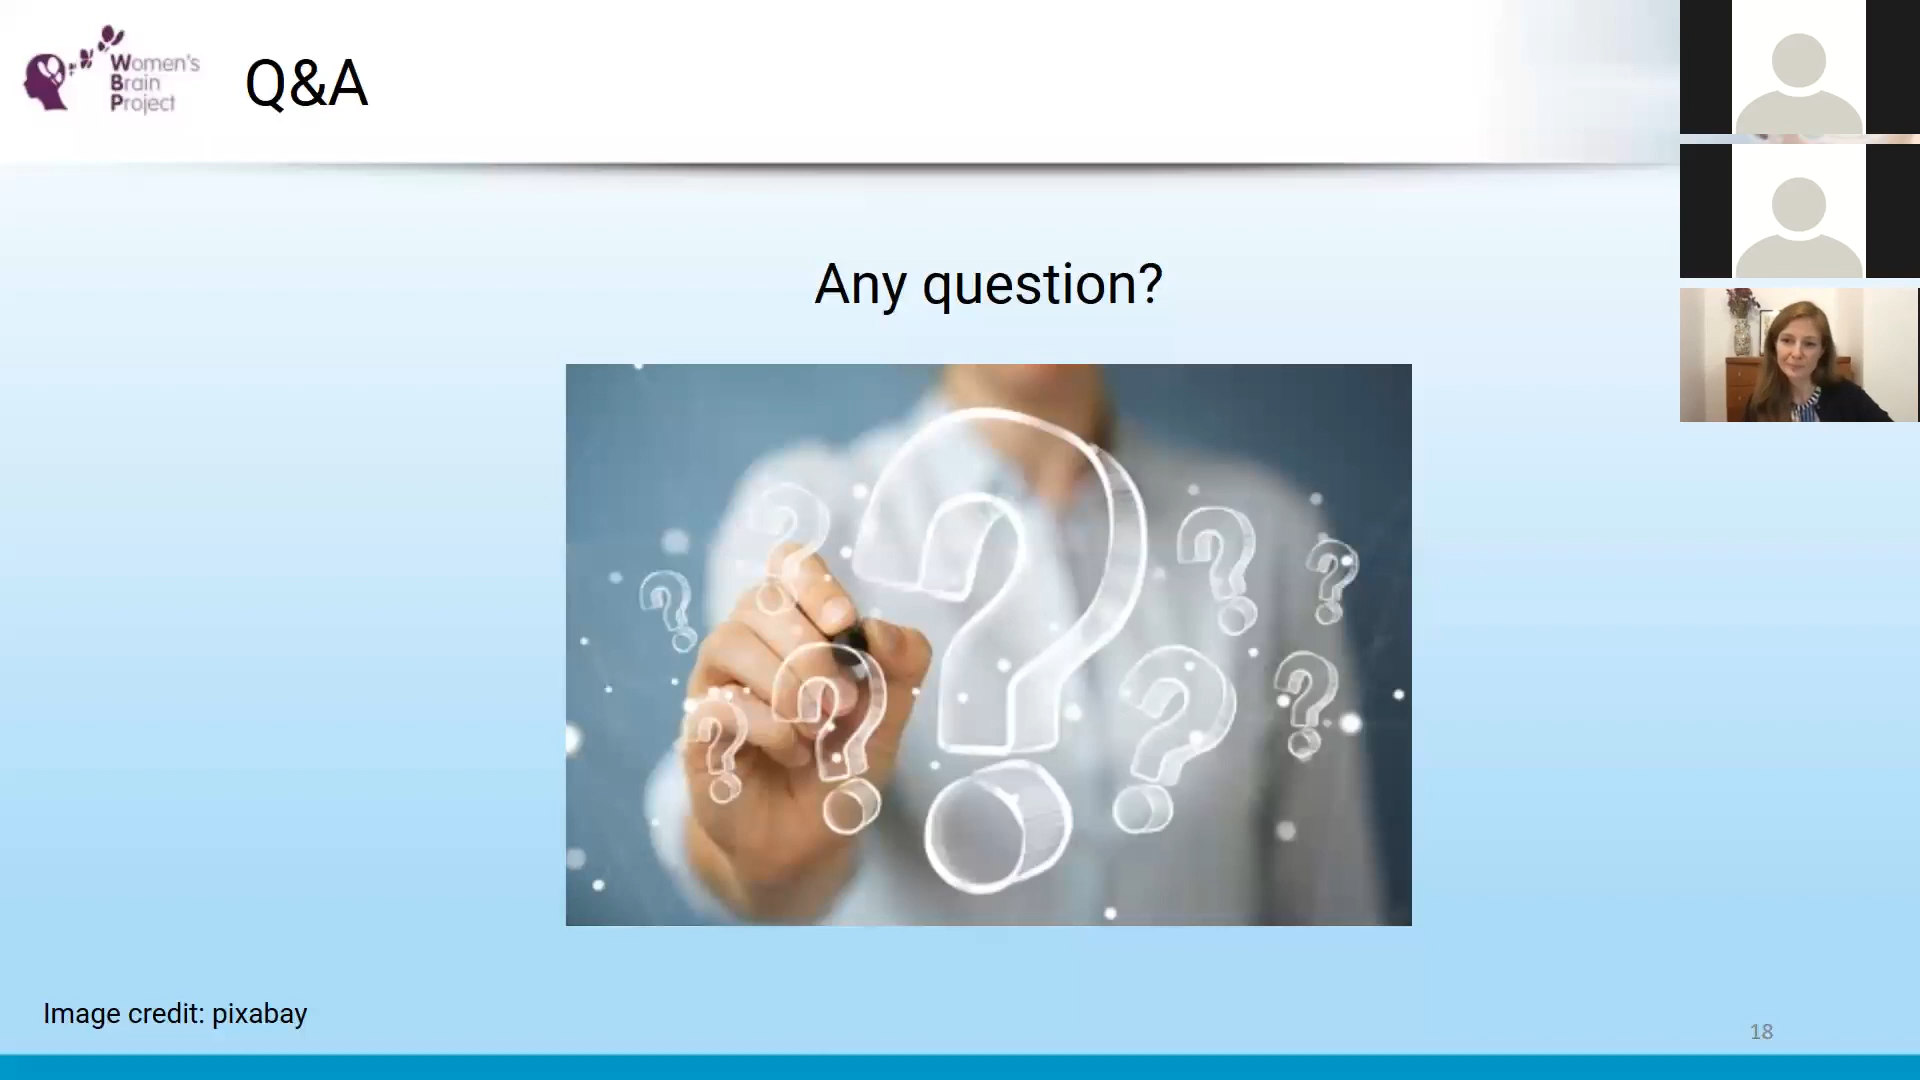 Women's
Brain
Project
Q&A
Any question?
Image credit: pixabay
18